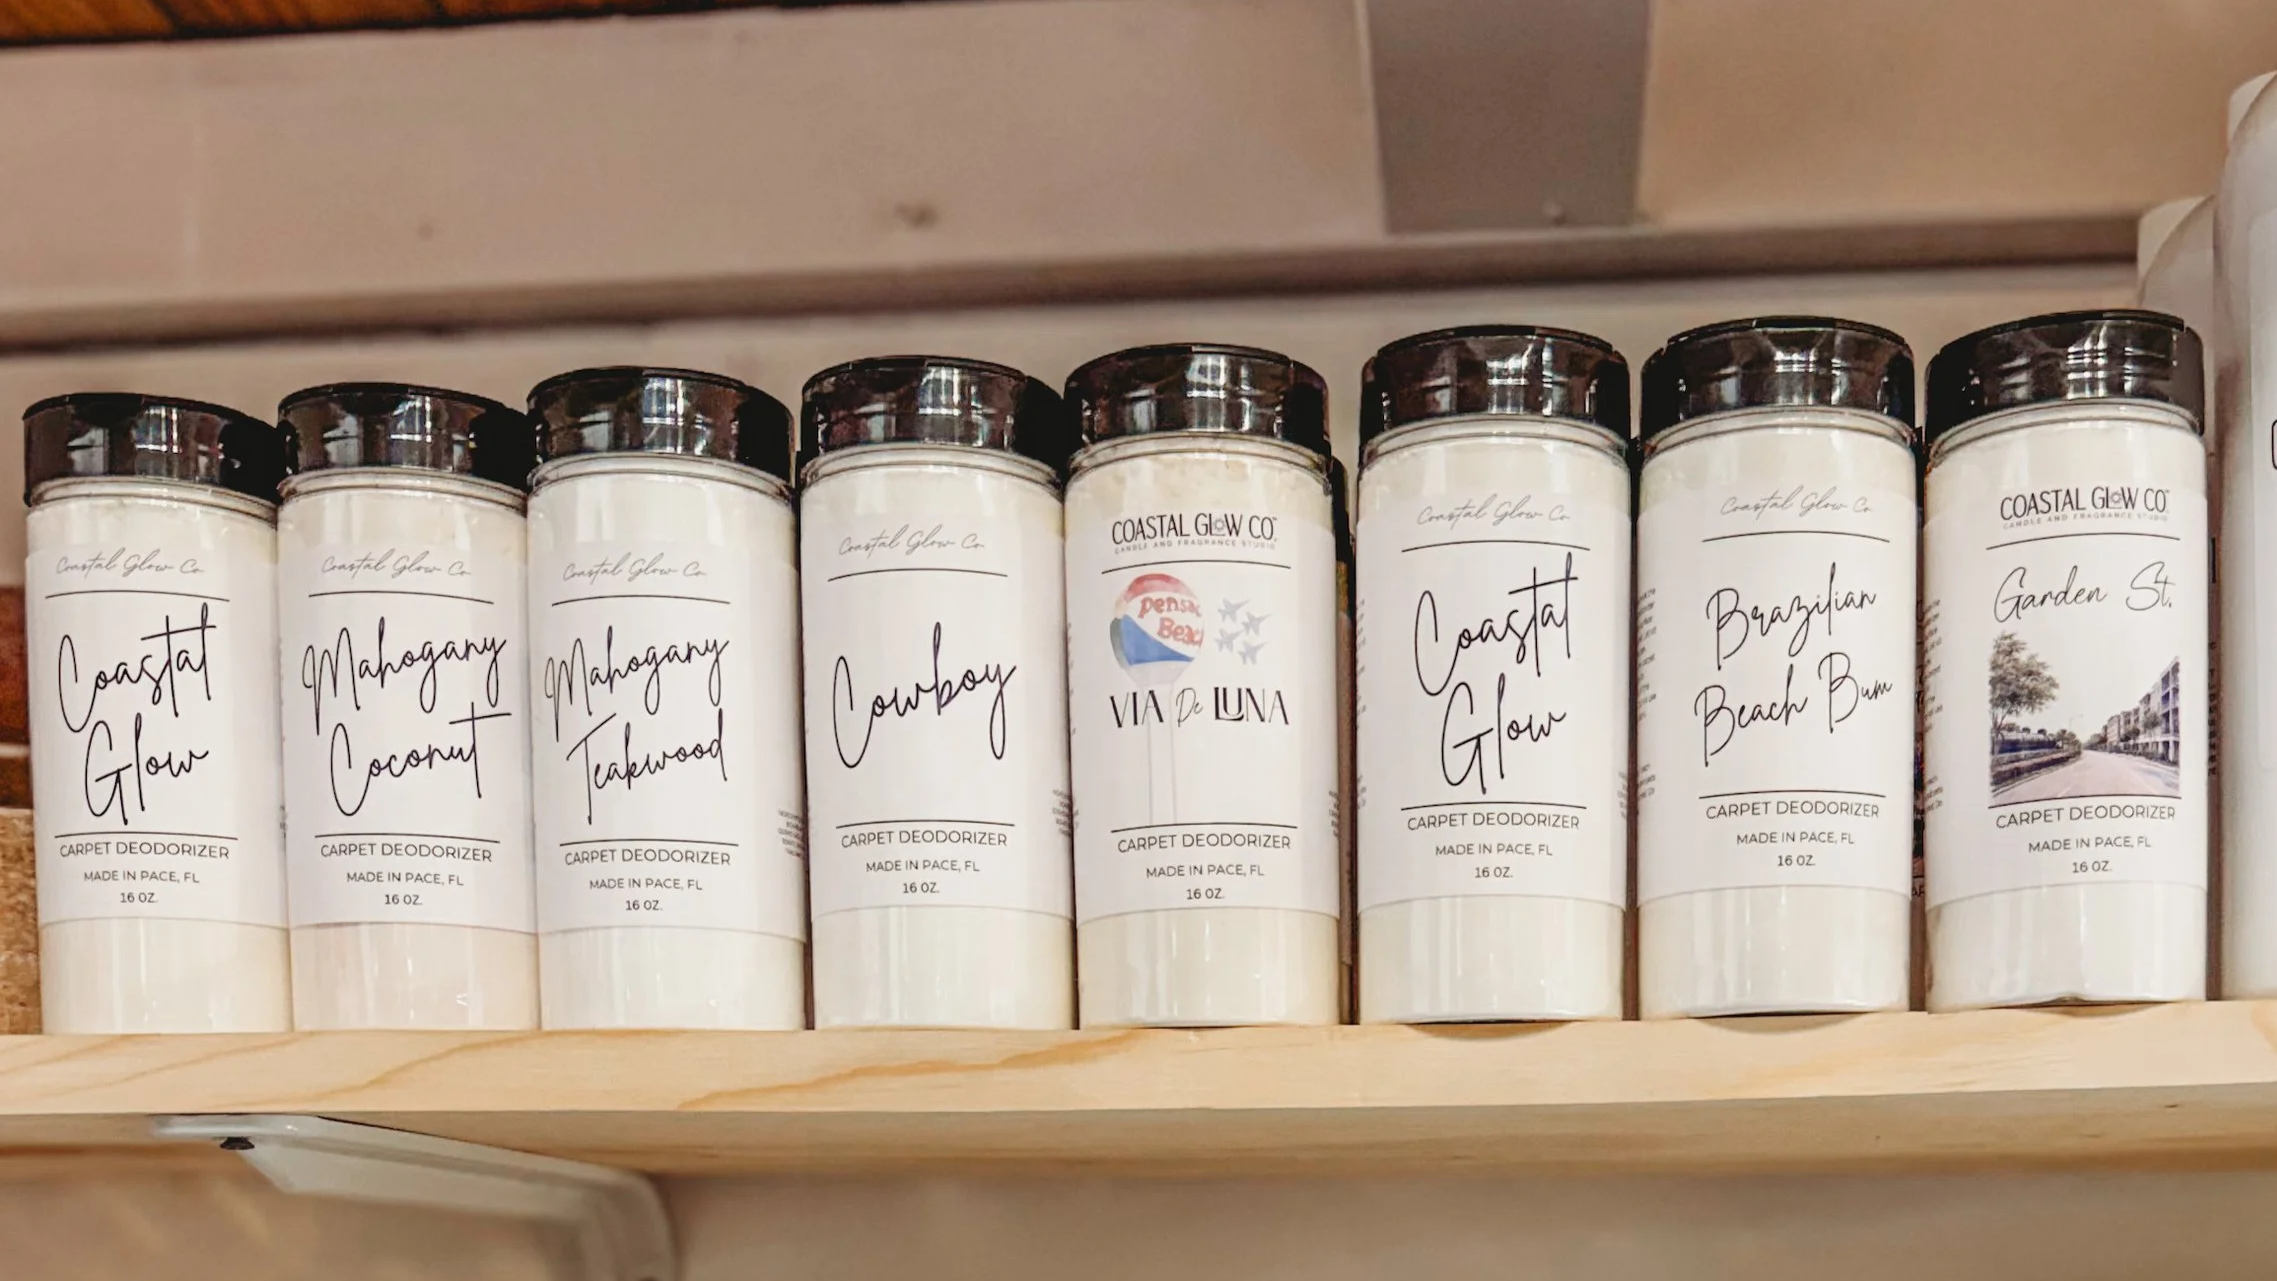 Coastal Glow Co
Coastal
Glow
CARPET DEODORIZER
MADE IN PACE, FL
16 OZ.
Coastal Glow Co
Mahogany
Coconut
CARPET DEODORIZER
MADE IN PACE, FL
16 OZ.
Coastal Glow Co
Mahogany
Teakwood
CARPET DEODORIZER
MADE IN PACE, FL
16 OZ.
Coastal Glow Co
Cowboy
CARPET DEODORIZER
MADE IN PACE, FL
16 OZ.
COASTAL GLOW CO.
CANDLE AND FRAGRANCE STUDIO
Pensac
Beac
VIA De LUNA
CARPET DEODORIZER
MADE IN PACE, FL
16 OZ.
Coastal Glow Co
Coastal
Glow
CARPET DEODORIZER
MADE IN PACE, FL
16 OZ.
Coastal Glow Co
Brazilian
Beach Bum
CARPET DEODORIZER
MADE IN PACE, FL
16 OZ.
COASTAL GLOW CO.
CANDLE AND FRAGRANCE STUDIO
Garden St.
CARPET DEODORIZER
MADE IN PACE, FL
16 OZ.